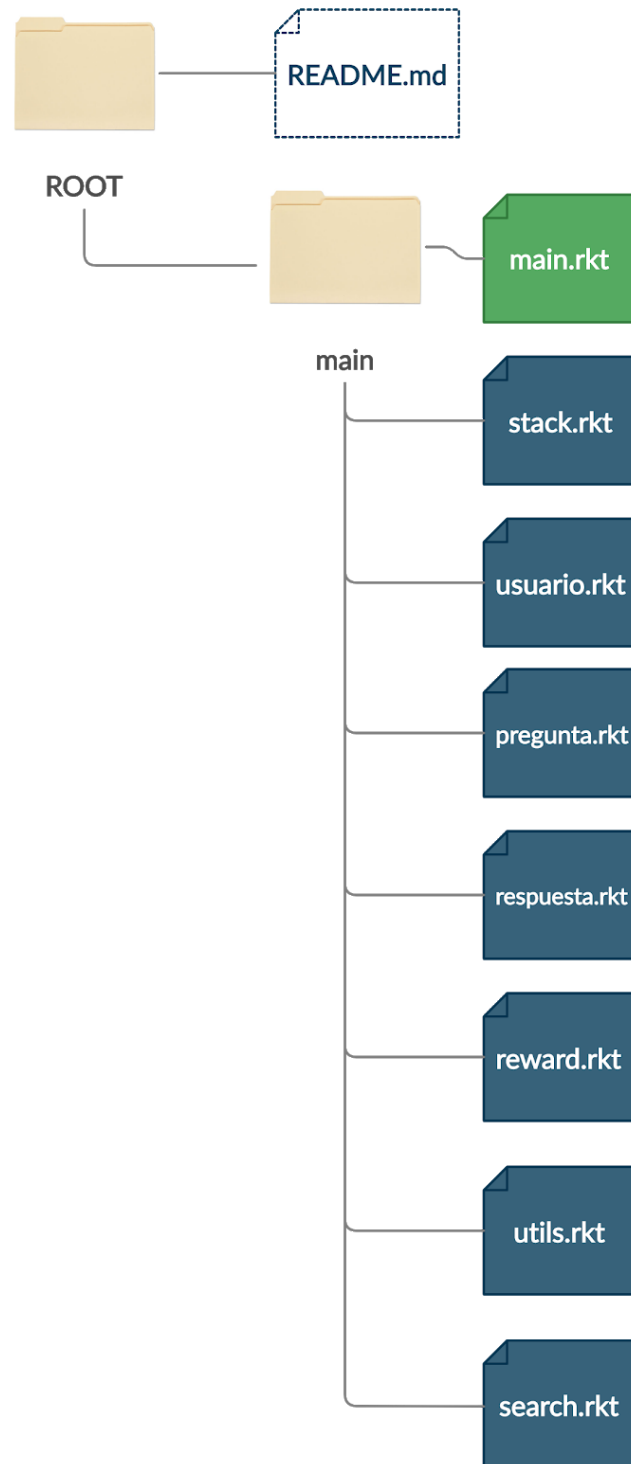 README.md
ROOT
main.rkt
main
stack.rkt
usuario.rkt
pregunta.rkt
respuesta.rkt
reward.rkt
utils.rkt
search.rkt